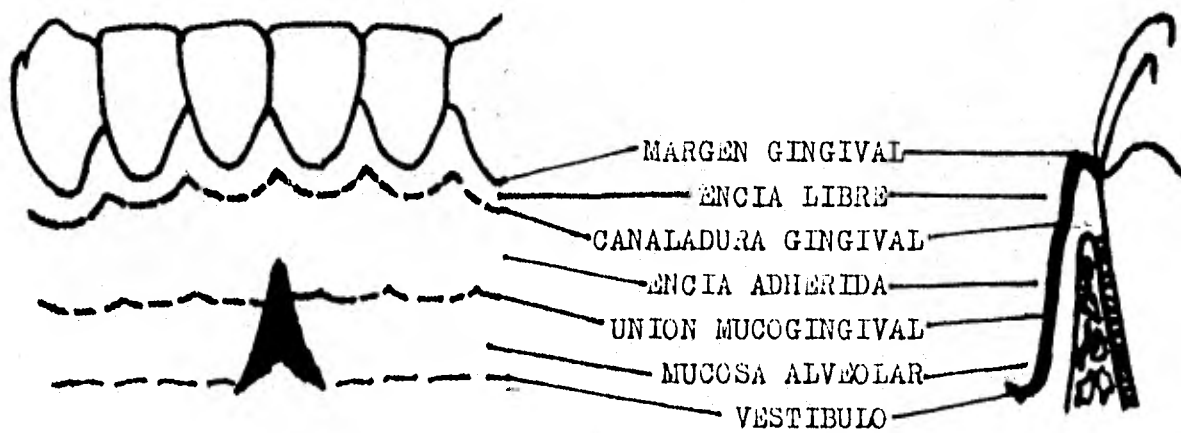 MARGEN GINGIVAL
ENCIA LIBRE
CANALADURA GINGIVAL
ENCIA ADHERIDA
UNION MUCOGINGIVAL
MUCOSA ALVEOLAR
VESTIBULO